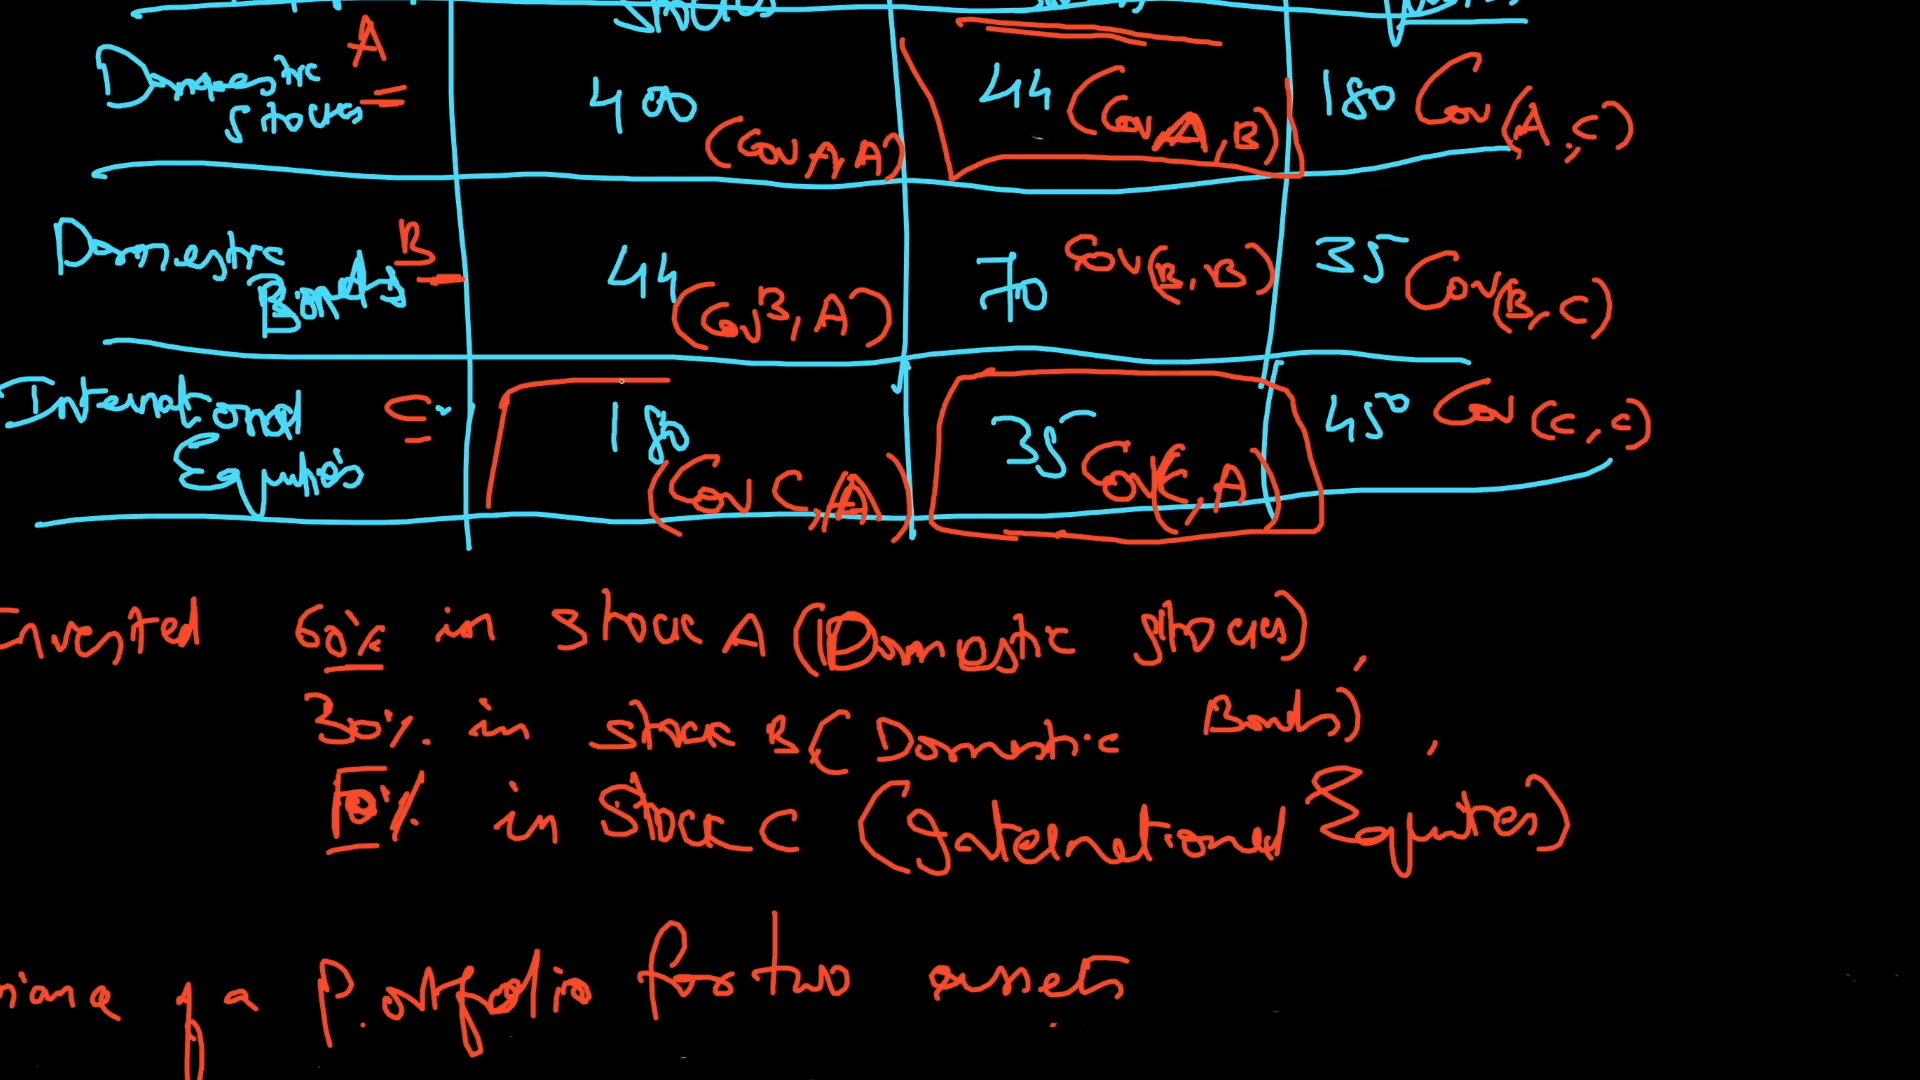 Stocks
Domestic A 400 44 (Cov A,B) 180 Cov (A,C)
Stocks (Cov A,A)
Domestic B 44 70 Cov (B,B) 35 Cov (B,C)
Bonds (Cov B,A)
International C 180 35 Cov (C,A) 450 Cov (C,C)
Equities (Cov C,A)
Invested 60% in Stock A (Domestic Stocks),
30% in Stock B (Domestic Bonds),
10% in Stock C (International Equities)
of a Portfolio for two assets